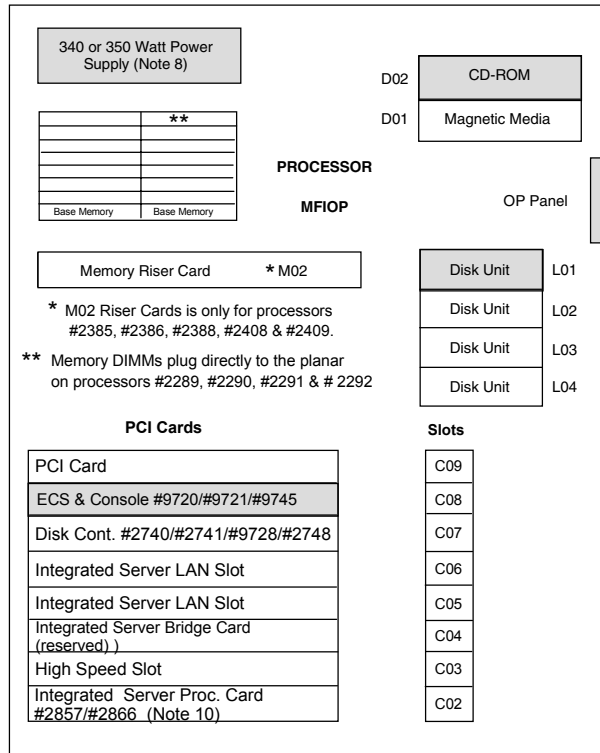 340 or 350 Watt Power
Supply (Note 8)
D02
CD-ROM
D01
Magnetic Media
**
Base Memory
Base Memory
PROCESSOR
MFIOP
OP Panel
Memory Riser Card * M02
* M02 Riser Cards is only for processors
#2385, #2386, #2388, #2408 & #2409.
** Memory DIMMs plug directly to the planar
on processors #2289, #2290, #2291 & # 2292
Disk Unit L01
Disk Unit L02
Disk Unit L03
Disk Unit L04
PCI Cards
Slots
PCI Card
C09
ECS & Console #9720/#9721/#9745
C08
Disk Cont. #2740/#2741/#9728/#2748
C07
Integrated Server LAN Slot
C06
Integrated Server LAN Slot
C05
Integrated Server Bridge Card
(reserved) )
C04
High Speed Slot
C03
Integrated Server Proc. Card
#2857/#2866 (Note 10)
C02